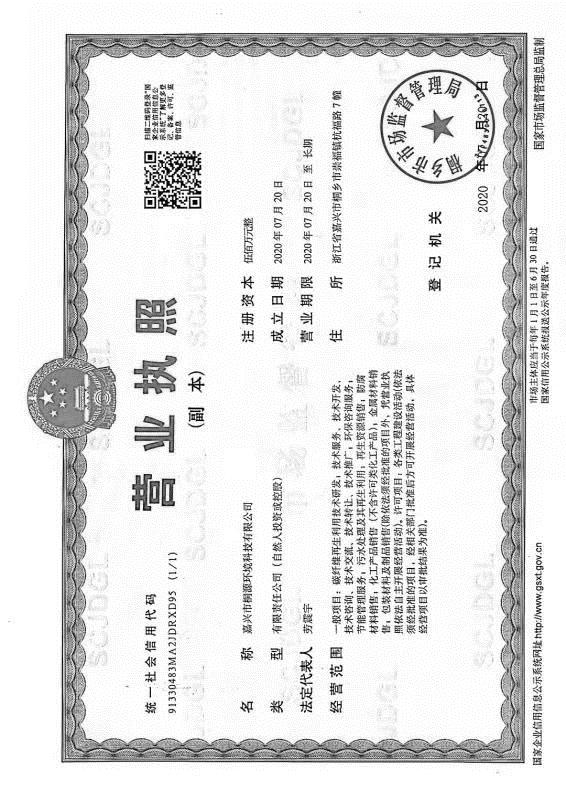 统一社会信用代码
91330483MA2JDRXD95 (1/1)
营业执照
(副 本)
扫描二维码登录"国
家企业信用信息公
示系统"了解更多登
记、备案、许可、监
管信息
名 称 嘉兴市桐源环境科技有限公司
类 型 有限责任公司(自然人投资或控股)
法定代表人 劳震宇
经营范围 一般项目:碳纤维再生利用技术研发;技术服务、技术开发、
技术咨询、技术交流、技术转让、技术推广;环保咨询服务;
节能管理服务;污水处理及其再生利用;再生资源销售;防腐
材料销售;化工产品销售(不含许可类化工产品);金属材料销
售;包装材料及制品销售(除依法须经批准的项目外,凭营业执
照依法自主开展经营活动)。许可项目:各类工程建设活动(依法
须经批准的项目,经相关部门批准后方可开展经营活动,具体
经营项目以审批结果为准)。
注册资本 伍佰万元整
成立日期 2020年07月20日
营业期限 2020年07月20日至长期
住 所 浙江省嘉兴市桐乡市崇福镇杭福路7幢
登记机关
桐乡市市场监督管理局
2020 年 07 月 20 日
SCJDGL
国家企业信用信息公示系统网址http://www.gsxt.gov.cn
市场主体应当于每年1月1日至6月30日通过
国家信用公示系统报送公示年度报告。
国家市场监督管理总局监制